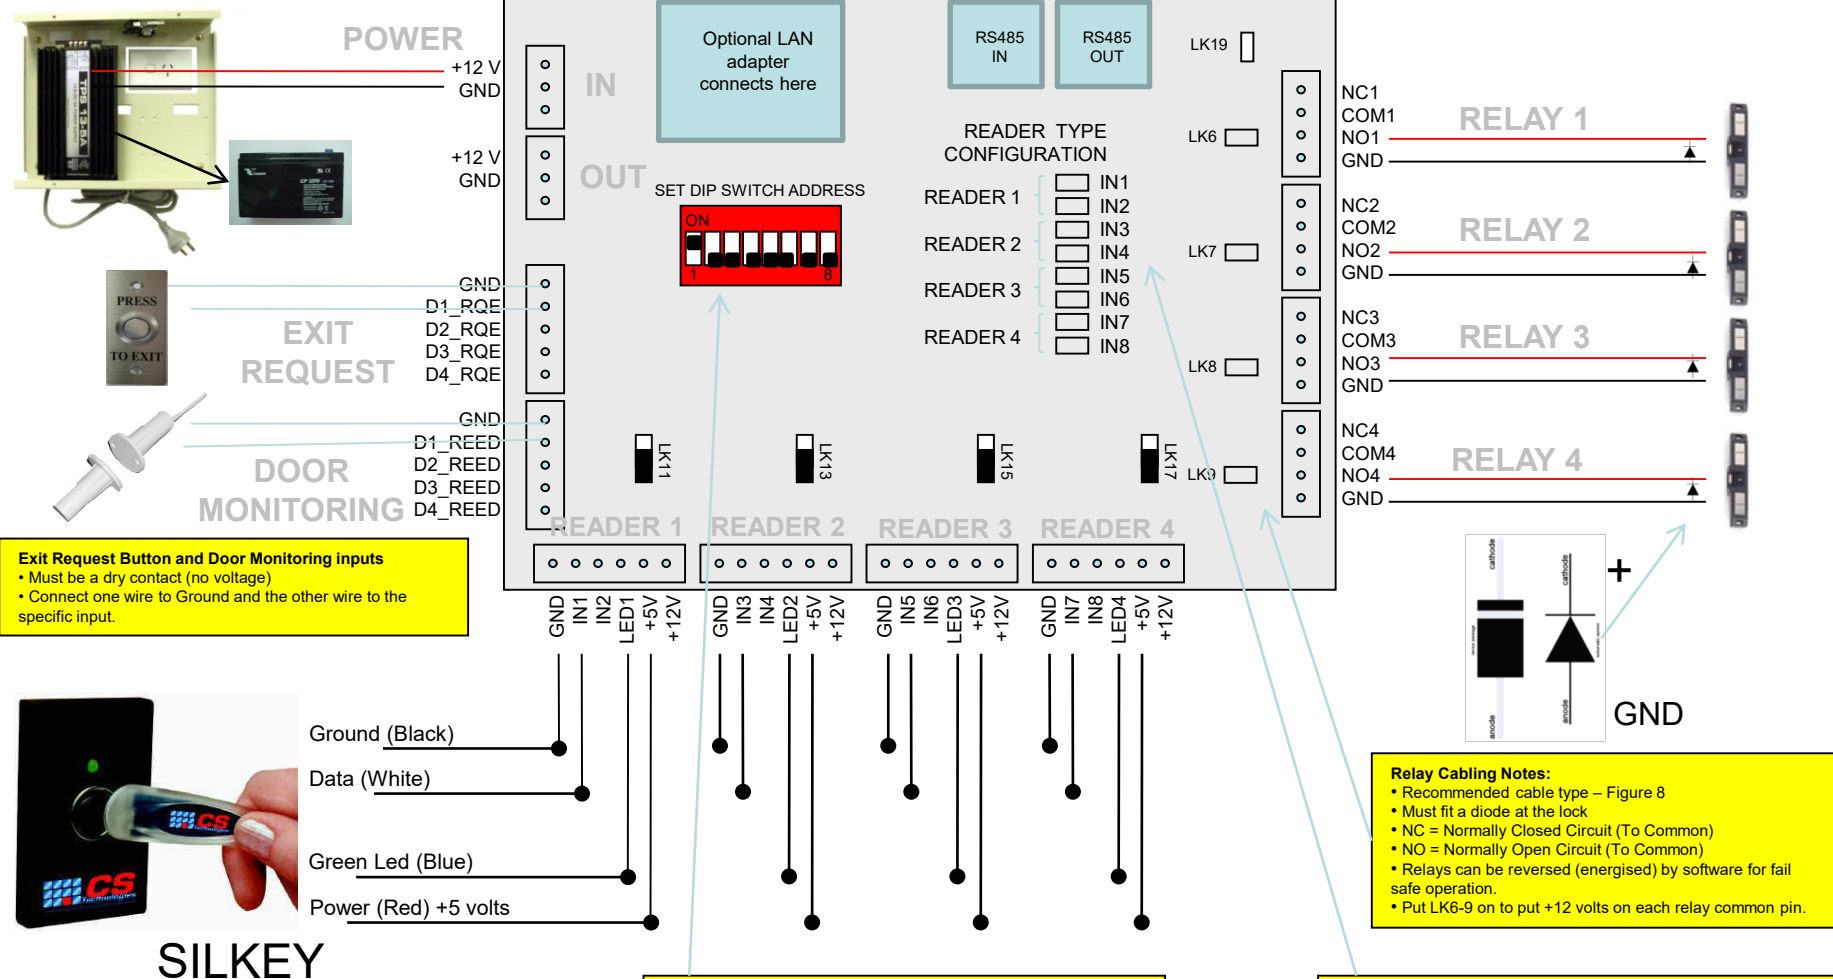 POWER
+12 V
GND
IN
+12 V
GND
OUT
TPS 13-5A
Optional LAN
adapter
connects here
RS485
IN
RS485
OUT
LK19
LK6
LK7
LK8
LK9
READER TYPE
CONFIGURATION
READER 1
IN1
IN2
READER 2
IN3
IN4
READER 3
IN5
IN6
READER 4
IN7
IN8
SET DIP SWITCH ADDRESS
ON
1
8
NC1
COM1
NO1
GND
RELAY 1
NC2
COM2
NO2
GND
RELAY 2
NC3
COM3
NO3
GND
RELAY 3
NC4
COM4
NO4
GND
RELAY 4
PRESS
TO EXIT
EXIT
REQUEST
GND
D1_RQE
D2_RQE
D3_RQE
D4_RQE
DOOR
MONITORING
GND
D1_REED
D2_REED
D3_REED
D4_REED
LK11
LK13
LK15
LK17
READER 1
READER 2
READER 3
READER 4
GND
IN1
IN2
LED1
+5V
+12V
GND
IN3
IN4
LED2
+5V
+12V
GND
IN5
IN6
LED3
+5V
+12V
GND
IN7
IN8
LED4
+5V
+12V
Exit Request Button and Door Monitoring inputs
• Must be a dry contact (no voltage)
• Connect one wire to Ground and the other wire to the
specific input.
Ground (Black)
Data (White)
Green Led (Blue)
Power (Red) +5 volts
CS
Technologies
CS
Technologies
SILKEY
cathode
anode
cathode
anode
+
GND
Relay Cabling Notes:
• Recommended cable type – Figure 8
• Must fit a diode at the lock
• NC = Normally Closed Circuit (To Common)
• NO = Normally Open Circuit (To Common)
• Relays can be reversed (energised) by software for fail
safe operation.
• Put LK6-9 on to put +12 volts on each relay common pin.